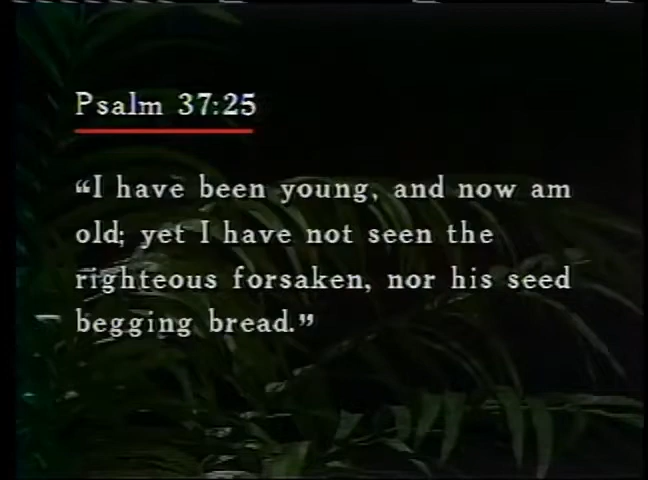 Psalm 37:25
“I have been young, and now am
old; yet I have not seen the
righteous forsaken, nor his seed
begging bread.”